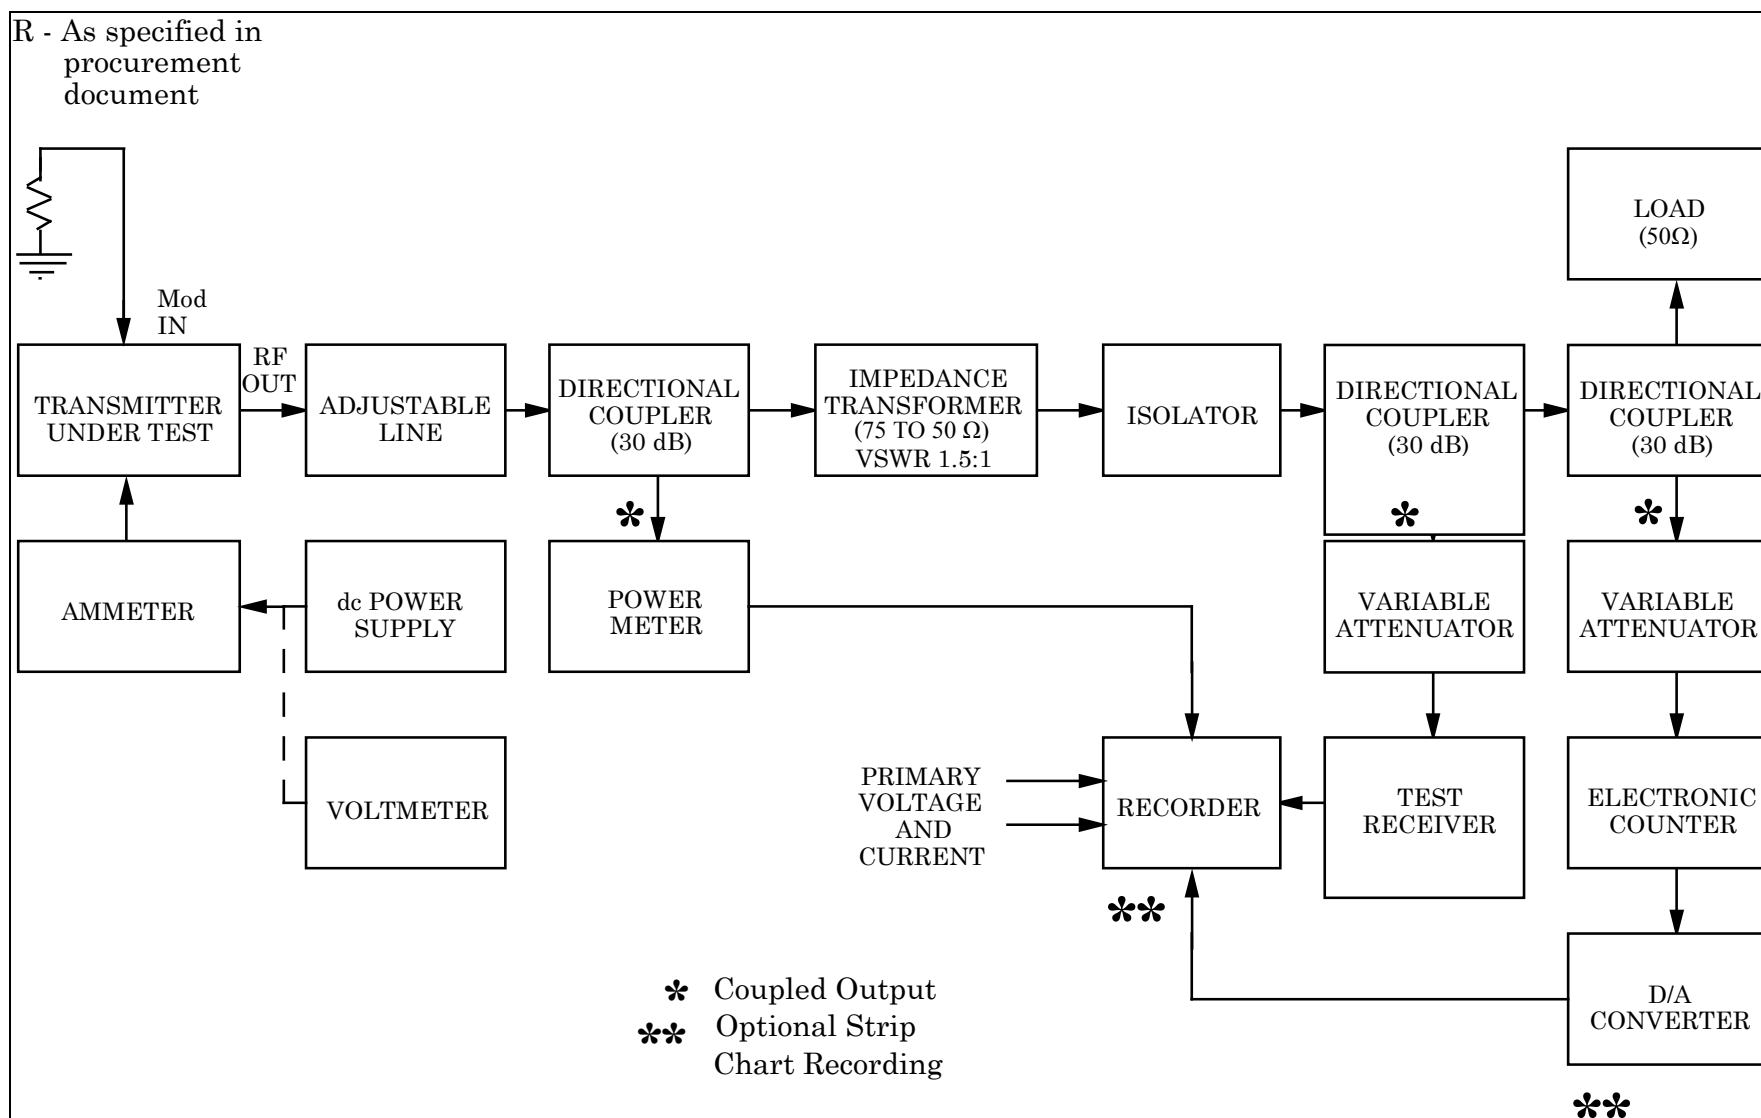 R - As specified in
procurement
document
LOAD
(50Ω)
Mod
IN
RF
OUT
TRANSMITTER
UNDER TEST
ADJUSTABLE
LINE
DIRECTIONAL
COUPLER
(30 dB)
IMPEDANCE
TRANSFORMER
(75 TO 50 Ω)
VSWR 1.5:1
ISOLATOR
DIRECTIONAL
COUPLER
(30 dB)
*
DIRECTIONAL
COUPLER
(30 dB)
*
*
AMMETER
dc POWER
SUPPLY
POWER
METER
VARIABLE
ATTENUATOR
VARIABLE
ATTENUATOR
VOLTMETER
PRIMARY
VOLTAGE
AND
CURRENT
RECORDER
**
TEST
RECEIVER
ELECTRONIC
COUNTER
D/A
CONVERTER
**
* Coupled Output
** Optional Strip
Chart Recording